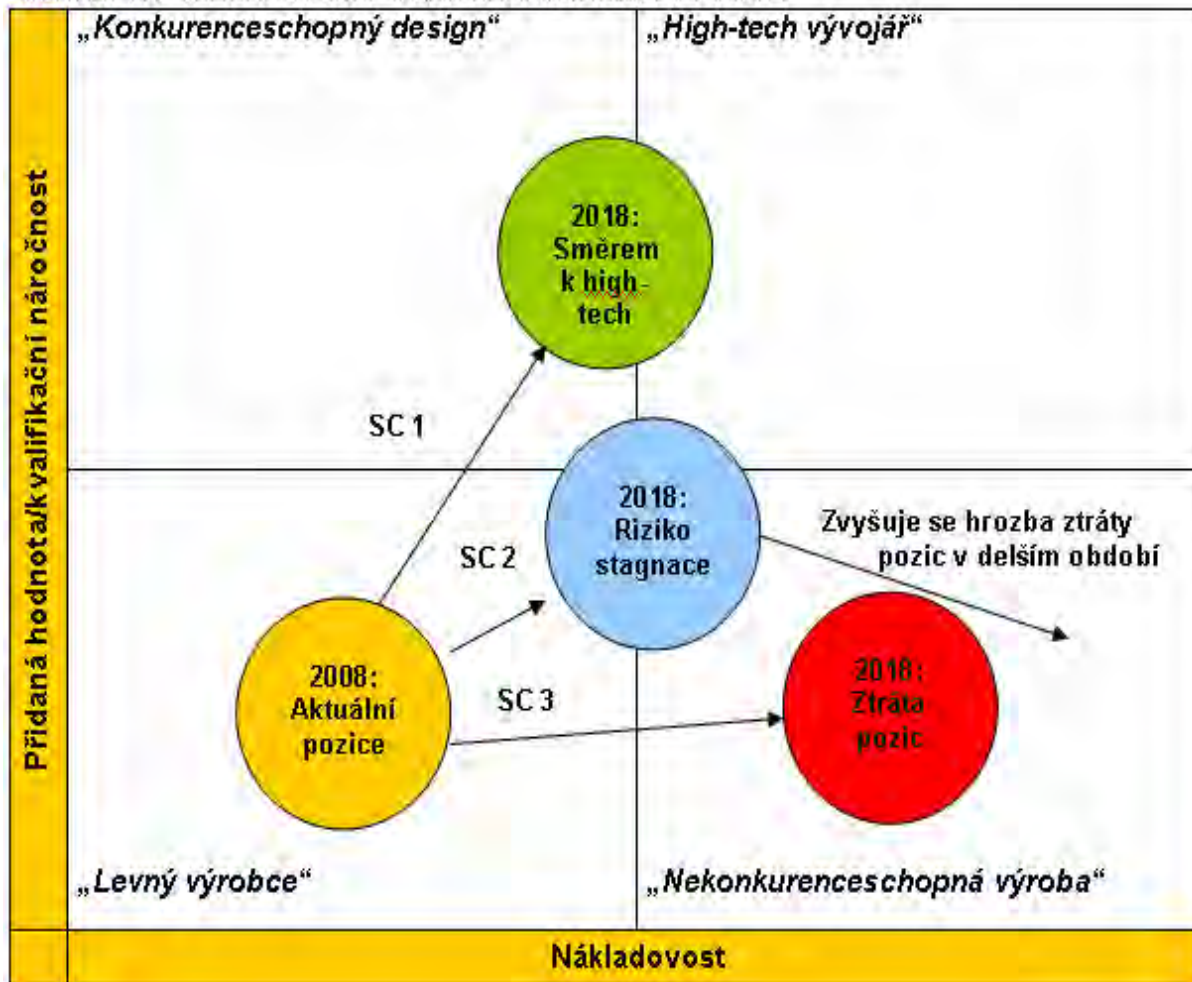 „Konkurenceschopný design“
„High-tech vývojář“
Přidaná hodnota/kvalifikační náročnost
2018:
Směrem
k high-
tech
SC 1
2018:
Riziko
stagnace
Zvyšuje se hrozba ztráty
pozic v delším období
SC 2
2008:
Aktuální
pozice
SC 3
2018:
Ztráta
pozic
„Levný výrobce“
„Nekonkurenceschopná výroba“
Nákladovost